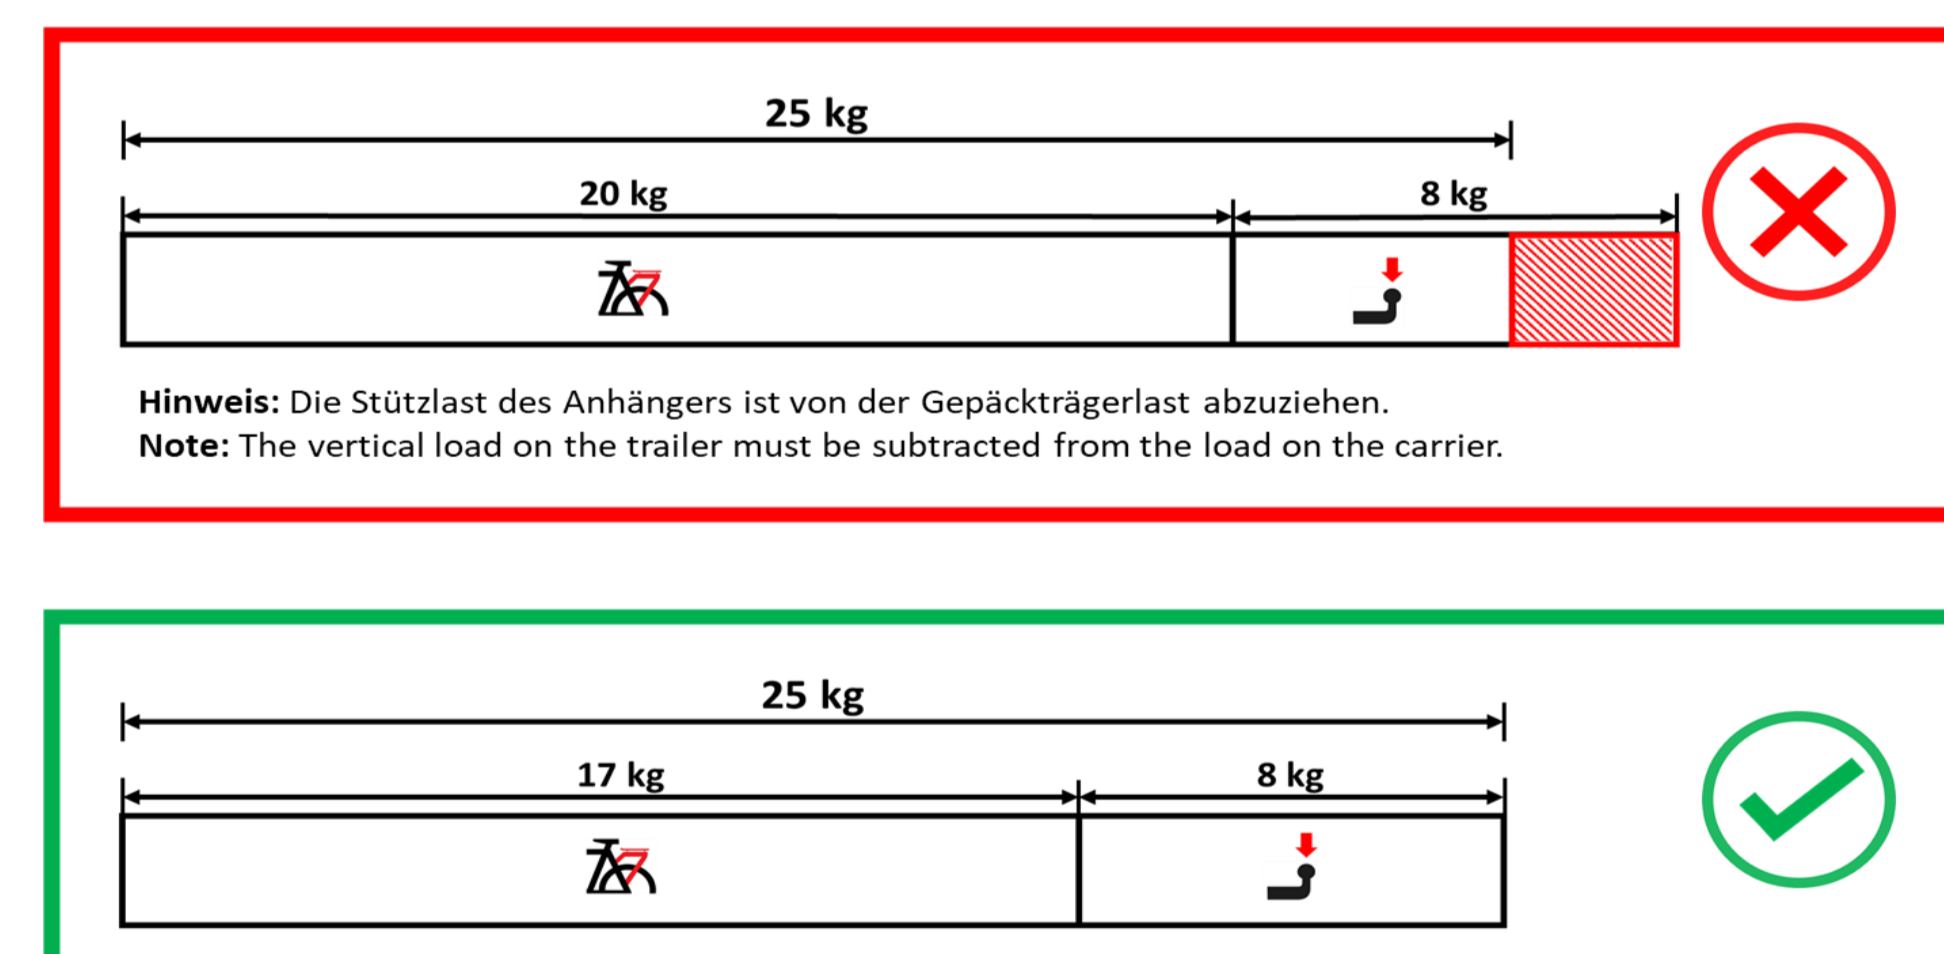 25 kg
20 kg
8 kg
Hinweis: Die Stützlast des Anhängers ist von der Gepäckträgerlast abzuziehen.
Note: The vertical load on the trailer must be subtracted from the load on the carrier.
25 kg
17 kg
8 kg